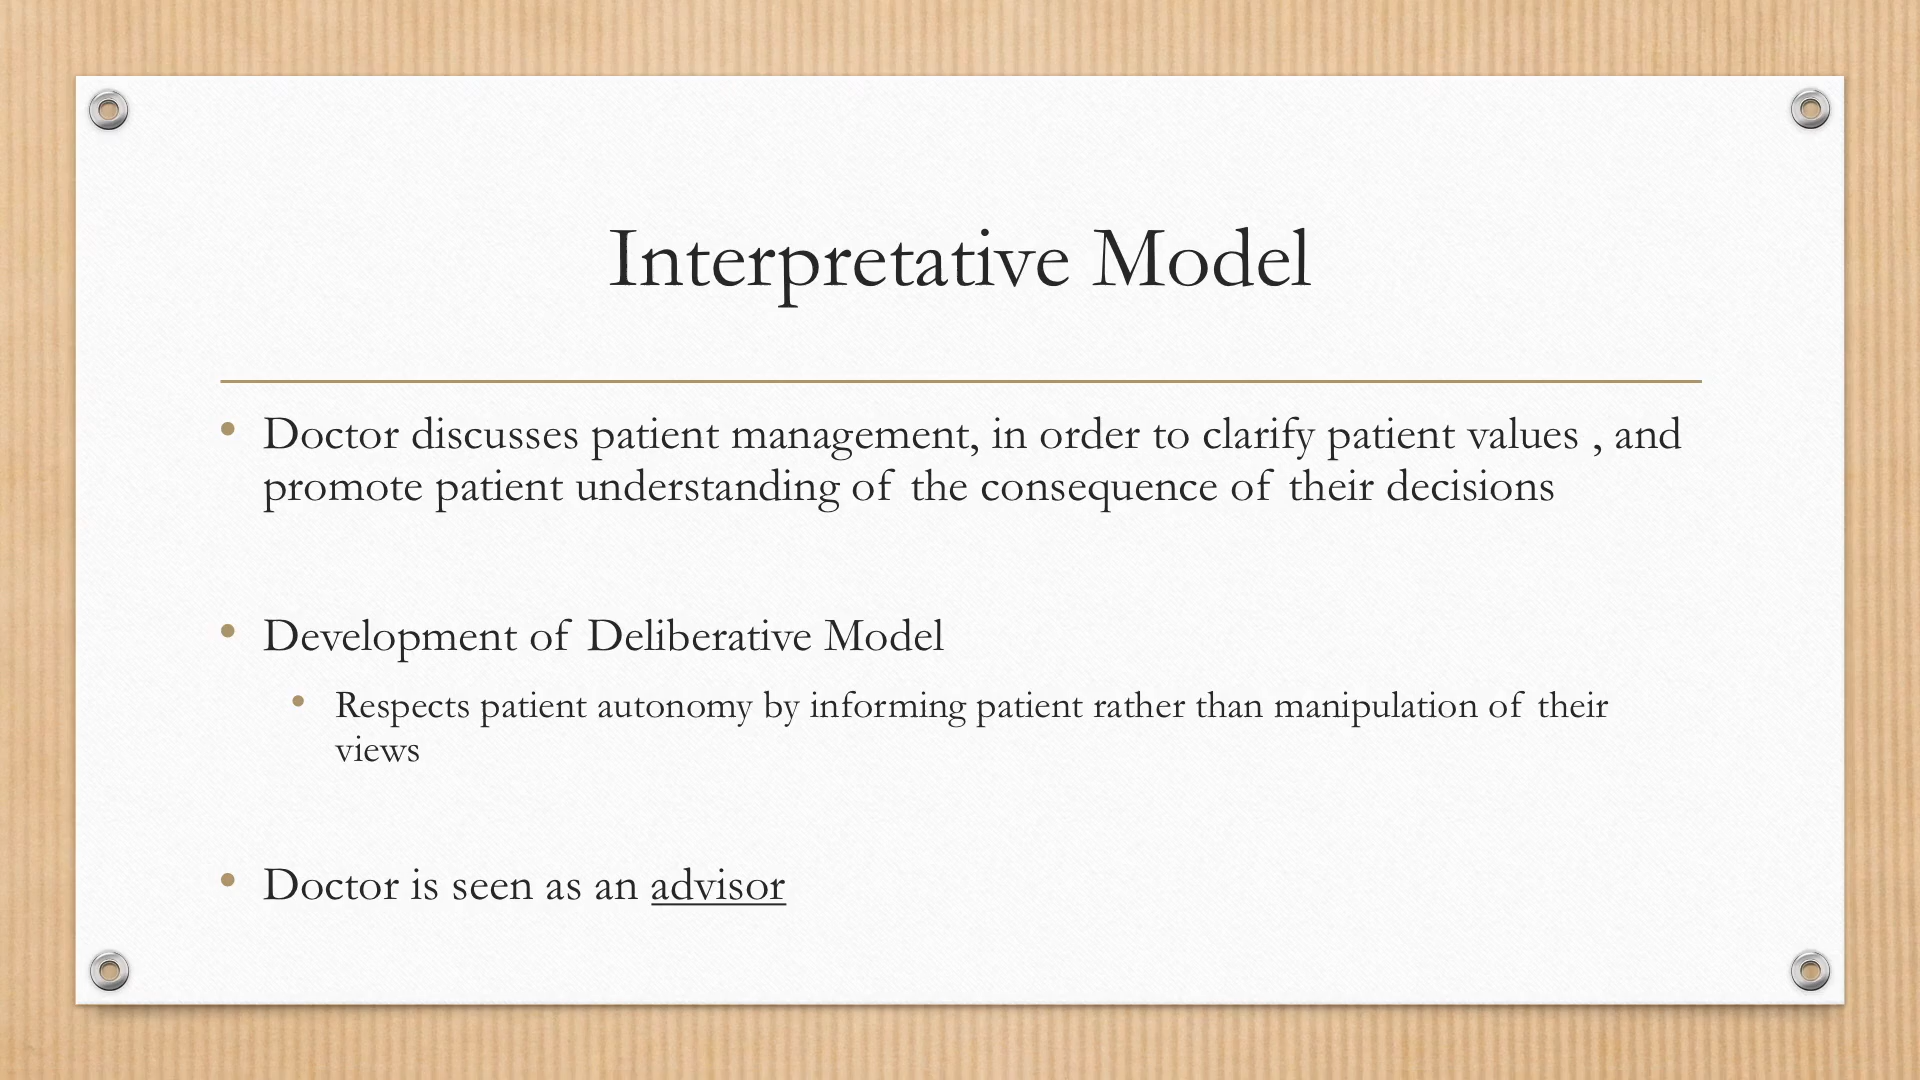 Interpretative Model
• Doctor discusses patient management, in order to clarify patient values , and
promote patient understanding of the consequence of their decisions
• Development of Deliberative Model
• Respects patient autonomy by informing patient rather than manipulation of their
views
• Doctor is seen as an advisor